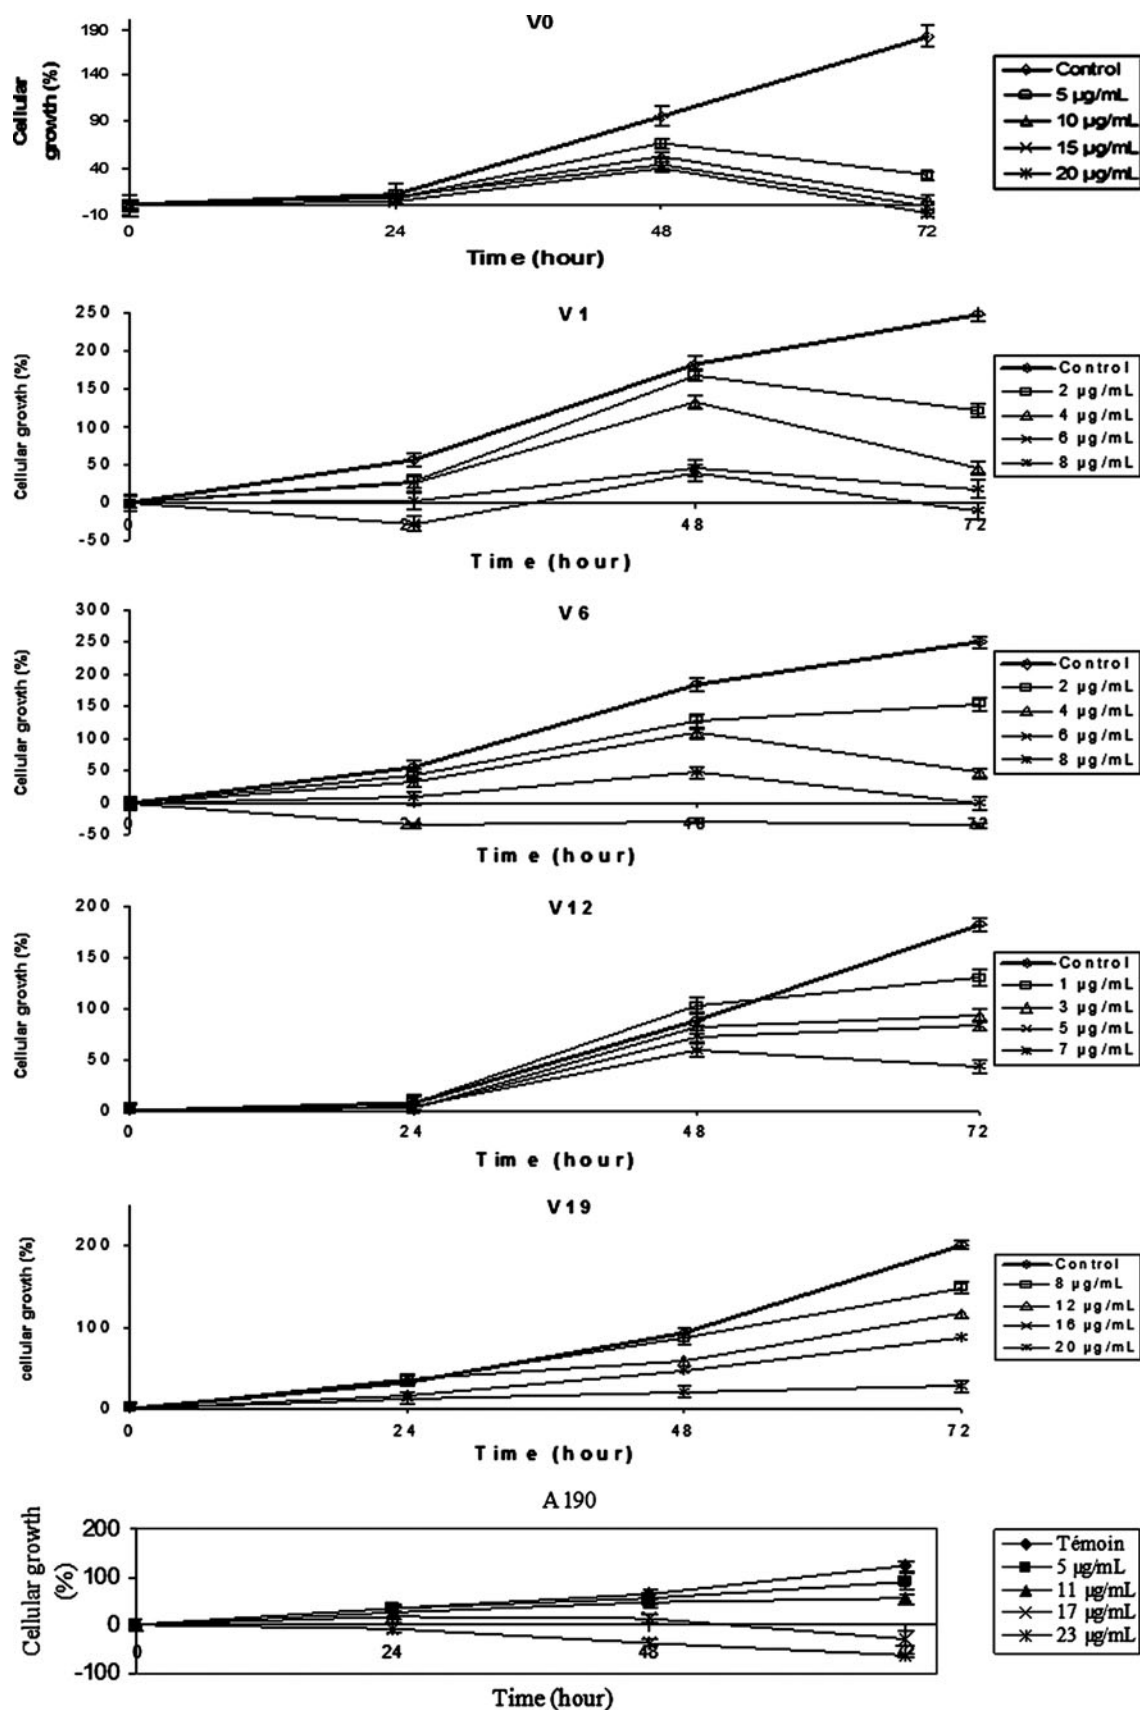 V0
Cellular growth (%)
190
140
90
40
-10
0 24 48 72
Time (hour)
Control
5 µg/mL
10 µg/mL
15 µg/mL
20 µg/mL
V1
Cellular growth (%)
250
200
150
100
50
0
-50
0 48 72
Time (hour)
Control
2 µg/mL
4 µg/mL
6 µg/mL
8 µg/mL
V6
Cellular growth (%)
300
250
200
150
100
50
0
-50
0
Time (hour)
Control
2 µg/mL
4 µg/mL
6 µg/mL
8 µg/mL
V12
Cellular growth (%)
200
150
100
50
0
0 24 48 72
Time (hour)
Control
1 µg/mL
3 µg/mL
5 µg/mL
7 µg/mL
V19
cellular growth (%)
200
100
0
0 24 48 72
Time (hour)
Control
8 µg/mL
12 µg/mL
16 µg/mL
20 µg/mL
A190
Cellular growth
(%)
200
100
0
-100
0 24 48
Time (hour)
Témoin
5 µg/mL
11 µg/mL
17 µg/mL
23 µg/mL